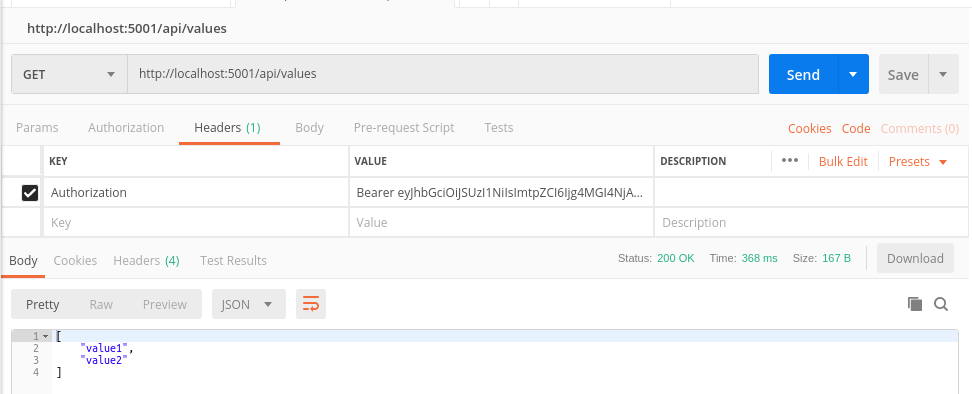 http://localhost:5001/api/values
GET http://localhost:5001/api/values Send Save
Params Authorization Headers (1) Body Pre-request Script Tests Cookies Code Comments (0)
KEY VALUE DESCRIPTION ••• Bulk Edit Presets
Authorization Bearer eyJhbGciOiJSUzI1NiIsImtpZCI6Ijg4MGI4NjA...
Key Value Description
Body Cookies Headers (4) Test Results Status: 200 OK Time: 368 ms Size: 167 B Download
Pretty Raw Preview JSON
1 [
2 "value1",
3 "value2"
4 ]